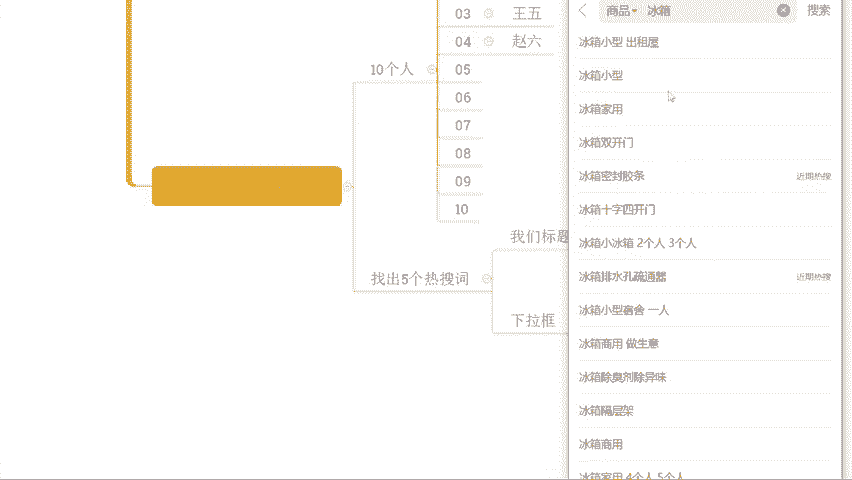 03 王五
04 赵六
10个人
05
06
07
08
09
10
找出5个热搜词
我们标题
下拉框
商品 冰箱 搜索
冰箱小型 出租屋
冰箱小型
冰箱家用
冰箱双开门
冰箱密封胶条 近期热搜
冰箱十字四开门
冰箱小冰箱 2个人 3个人
冰箱排水孔疏通器 近期热搜
冰箱小型宿舍 一人
冰箱商用 做生意
冰箱除臭剂除异味
冰箱隔层架
冰箱商用
冰箱家用 4个人 5个人